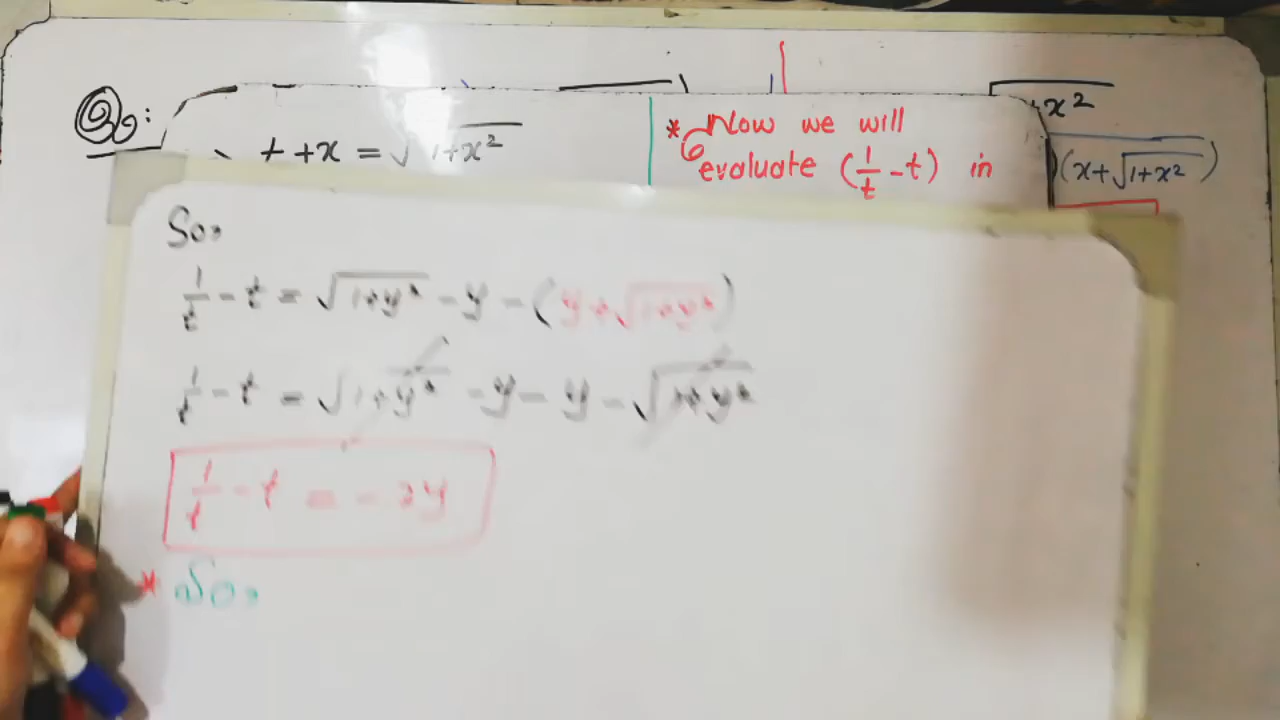 Q:
t+x = √1+x²
* Now we will
evaluate (1/t - t) in
+x²
)(x+√1+x²)
So,
1/t - t = √1+y² - y - (y+√1+y²)
1/t - t = √1+y² - y - y - √1+y²
1/t - t = -2y
* So,